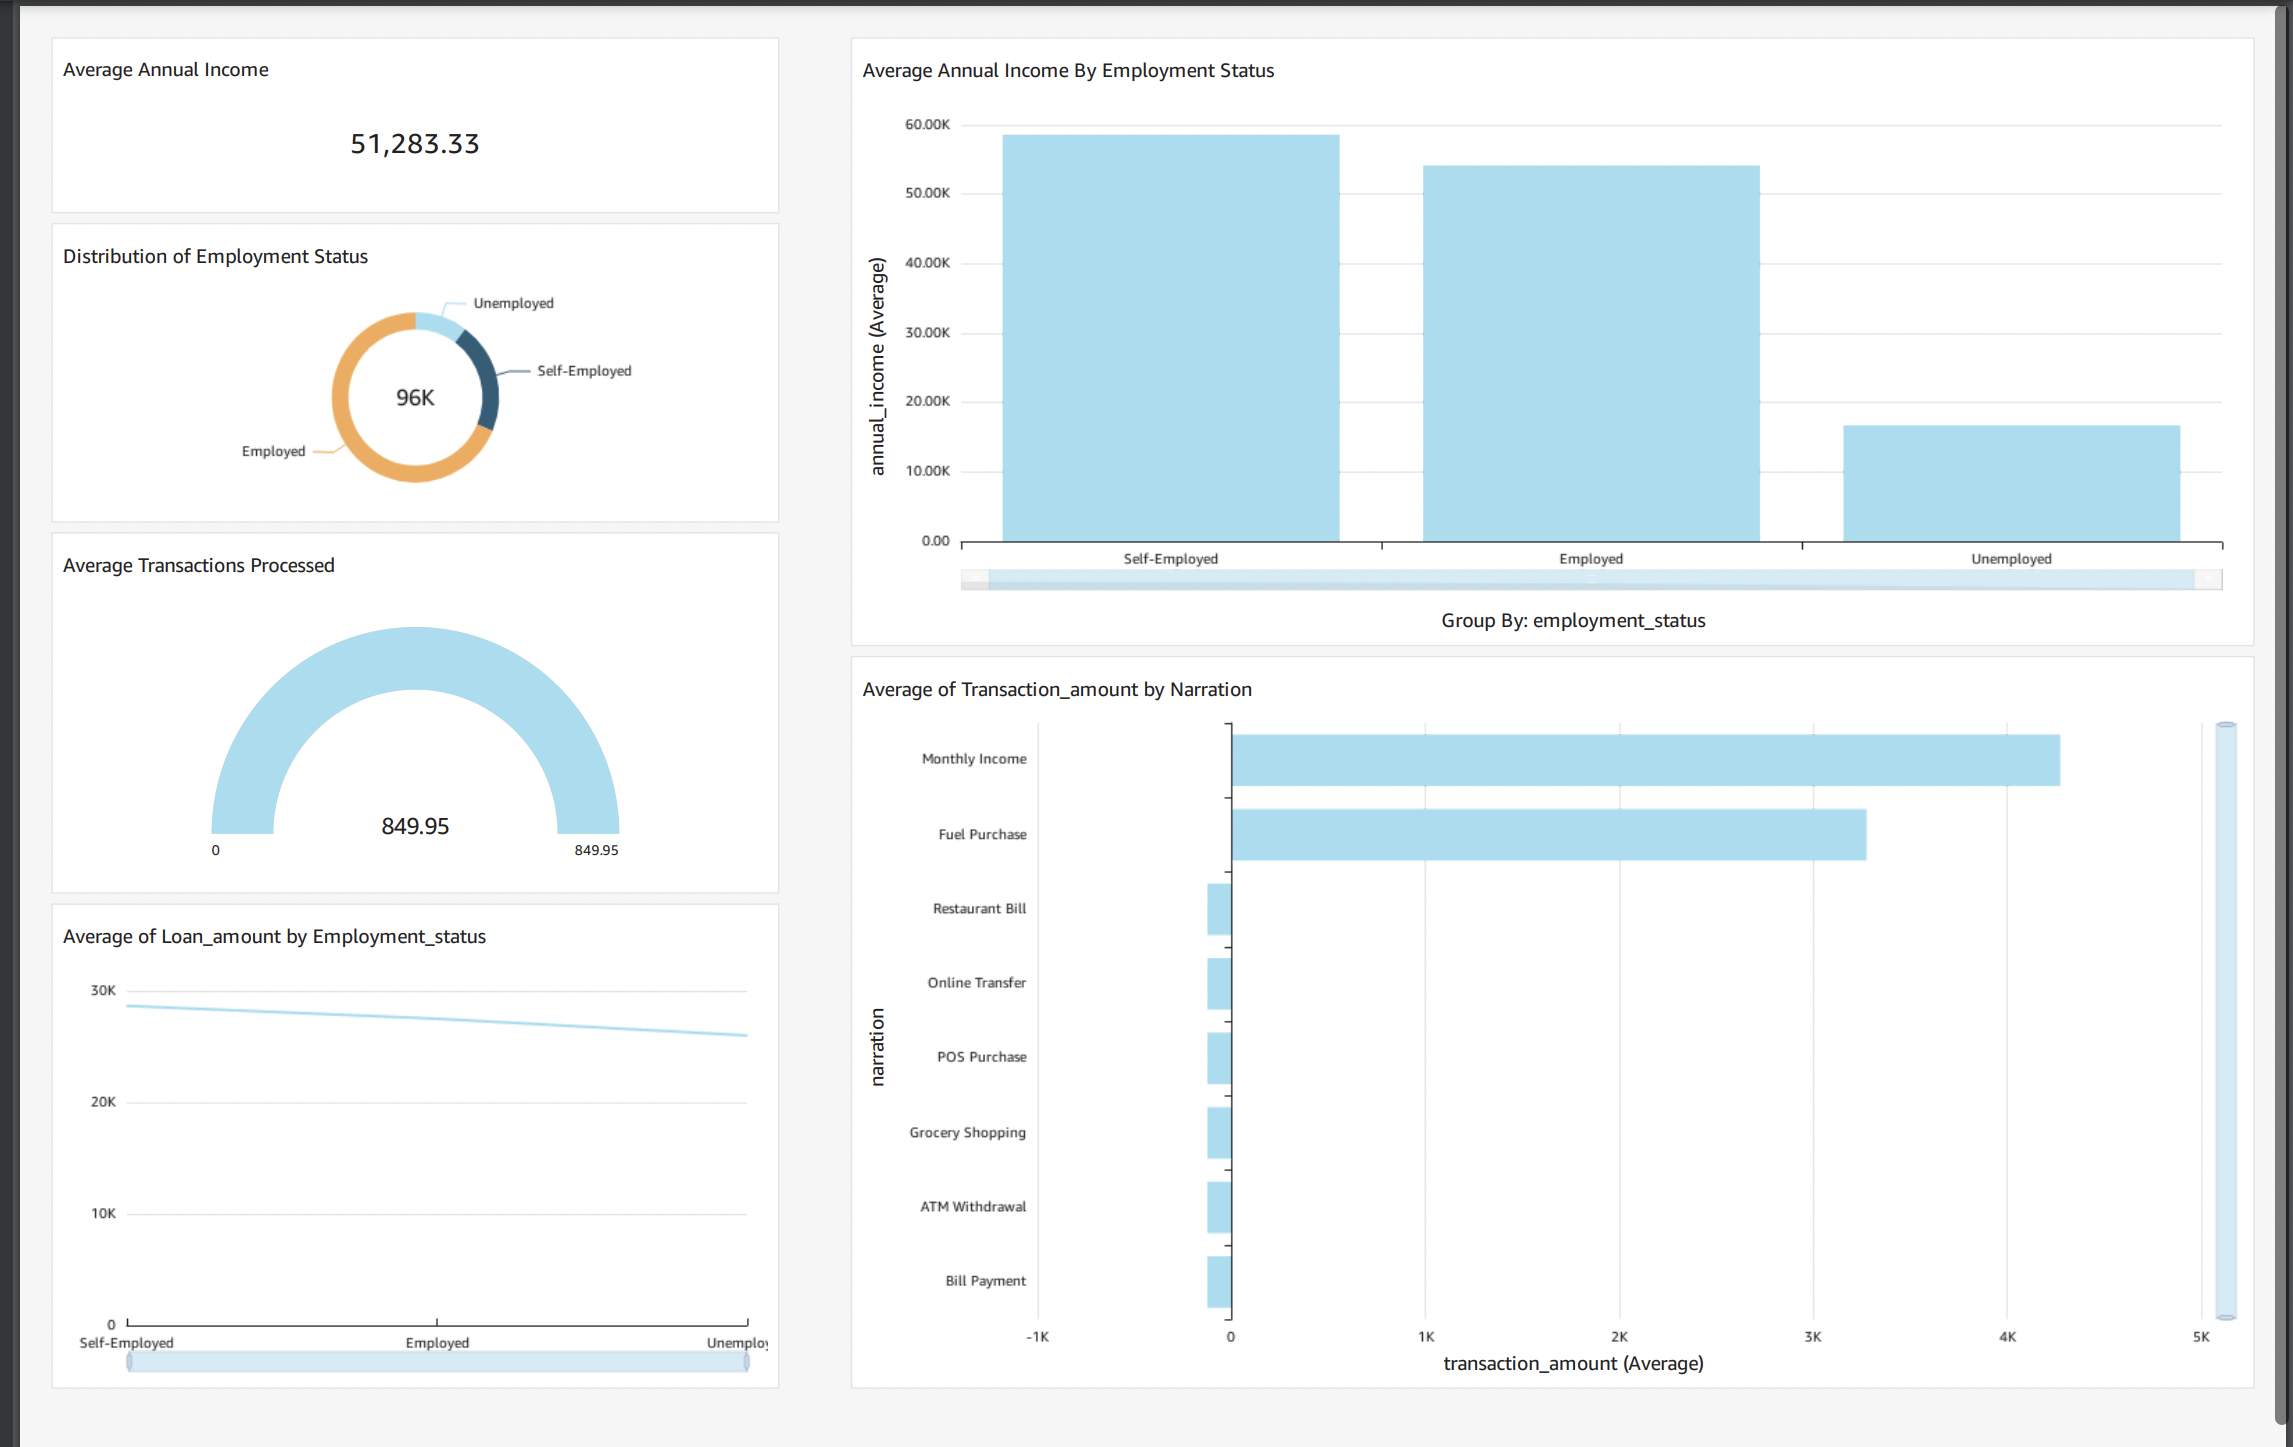 Average Annual Income
51,283.33
Distribution of Employment Status
Unemployed
Self-Employed
96K
Employed
Average Transactions Processed
849.95
0
849.95
Average of Loan_amount by Employment_status
30K
20K
10K
0
Self-Employed
Employed
Unemploy
Average Annual Income By Employment Status
annual_income (Average)
60.00K
50.00K
40.00K
30.00K
20.00K
10.00K
0.00
Self-Employed
Employed
Unemployed
Group By: employment_status
Average of Transaction_amount by Narration
narration
Monthly Income
Fuel Purchase
Restaurant Bill
Online Transfer
POS Purchase
Grocery Shopping
ATM Withdrawal
Bill Payment
-1K
0
1K
2K
3K
4K
5K
transaction_amount (Average)